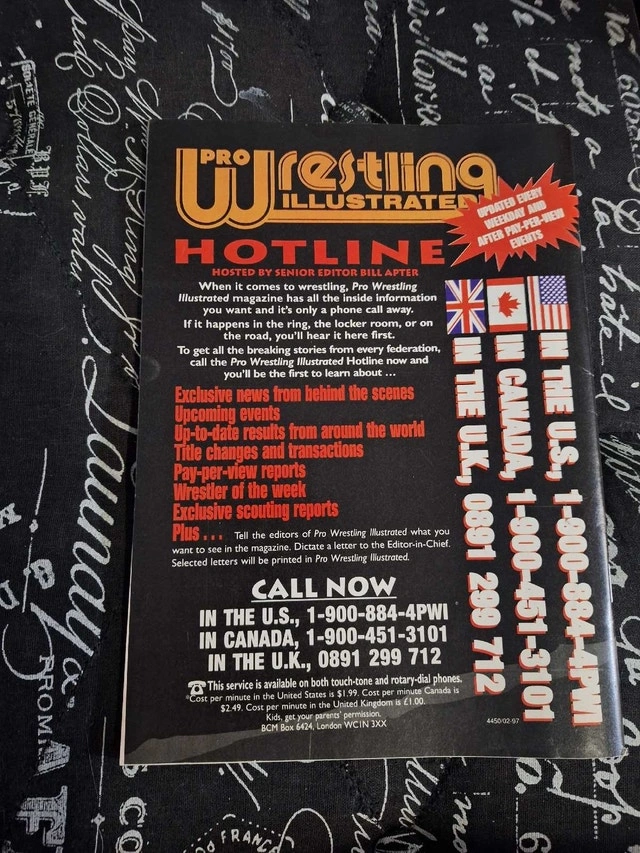 PRO Wrestling
ILLUSTRATED
UPDATED EVERY
WEEKDAY AND
AFTER PAY-PER-VIEW
EVENTS
HOTLINE
HOSTED BY SENIOR EDITOR BILL APTER
When it comes to wrestling, Pro Wrestling
Illustrated magazine has all the inside information
you want and it's only a phone call away.
If it happens in the ring, the locker room, or on
the road, you'll hear it here first.
To get all the breaking stories from every federation,
call the Pro Wrestling Illustrated Hotline now and
you'll be the first to learn about ...
Exclusive news from behind the scenes
Upcoming events
Up-to-date results from around the world
Title changes and transactions
Pay-per-view reports
Wrestler of the week
Exclusive scouting reports
Plus ... Tell the editors of Pro Wrestling Illustrated what you
want to see in the magazine. Dictate a letter to the Editor-in-Chief.
Selected letters will be printed in Pro Wrestling Illustrated.
CALL NOW
IN THE U.S., 1-900-884-4PWI
IN CANADA, 1-900-451-3101
IN THE U.K., 0891 299 712
This service is available on both touch-tone and rotary-dial phones.
Cost per minute in the United States is $1.99. Cost per minute Canada is
$2.49. Cost per minute in the United Kingdom is £1.00.
Kids, get your parents' permission.
BCM Box 6424, London WC1N 3XX
IN THE U.S., 1-900-884-4PWI
IN CANADA, 1-900-451-3101
IN THE U.K., 0891 299 712
4450/02-97
FROM
FRANCE